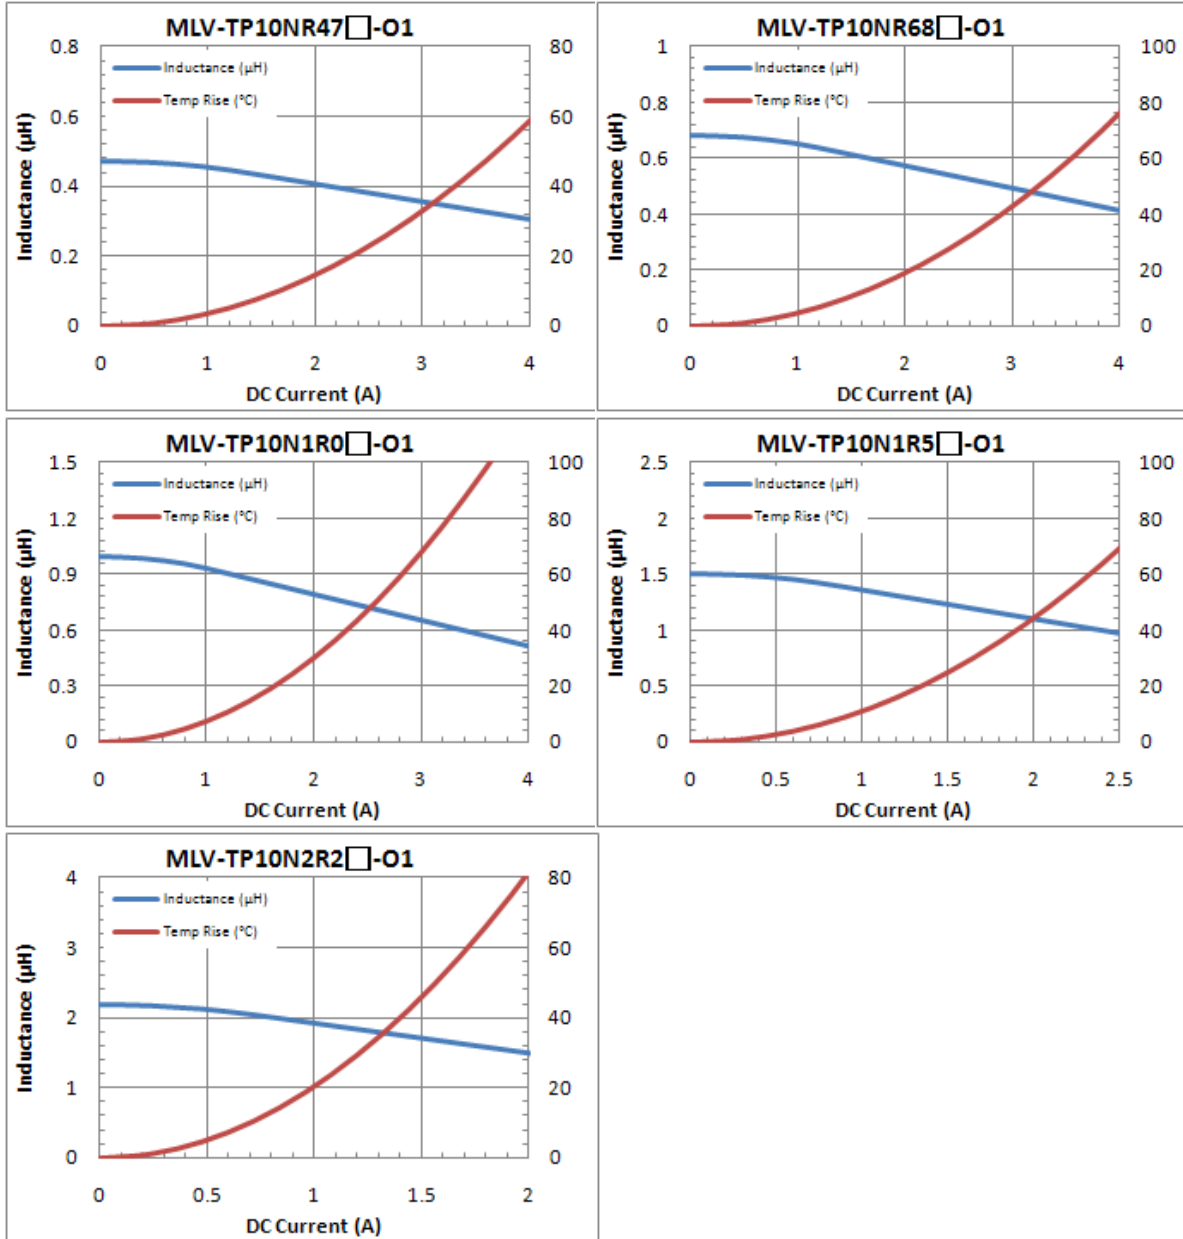 MLV-TP10NR47□-O1
0.8
0.6
0.4
0.2
0
80
60
40
20
0
Inductance (μH)
Temp Rise (°C)
Inductance (μH)
0 1 2 3 4
DC Current (A)
MLV-TP10NR68□-O1
1
0.8
0.6
0.4
0.2
0
100
80
60
40
20
0
Inductance (μH)
Temp Rise (°C)
Inductance (μH)
0 1 2 3 4
DC Current (A)
MLV-TP10N1R0□-O1
1.5
1.2
0.9
0.6
0.3
0
100
80
60
40
20
0
Inductance (μH)
Temp Rise (°C)
Inductance (μH)
0 1 2 3 4
DC Current (A)
MLV-TP10N1R5□-O1
2.5
2
1.5
1
0.5
0
100
80
60
40
20
0
Inductance (μH)
Temp Rise (°C)
Inductance (μH)
0 0.5 1 1.5 2 2.5
DC Current (A)
MLV-TP10N2R2□-O1
4
3
2
1
0
80
60
40
20
0
Inductance (μH)
Temp Rise (°C)
Inductance (μH)
0 0.5 1 1.5 2
DC Current (A)